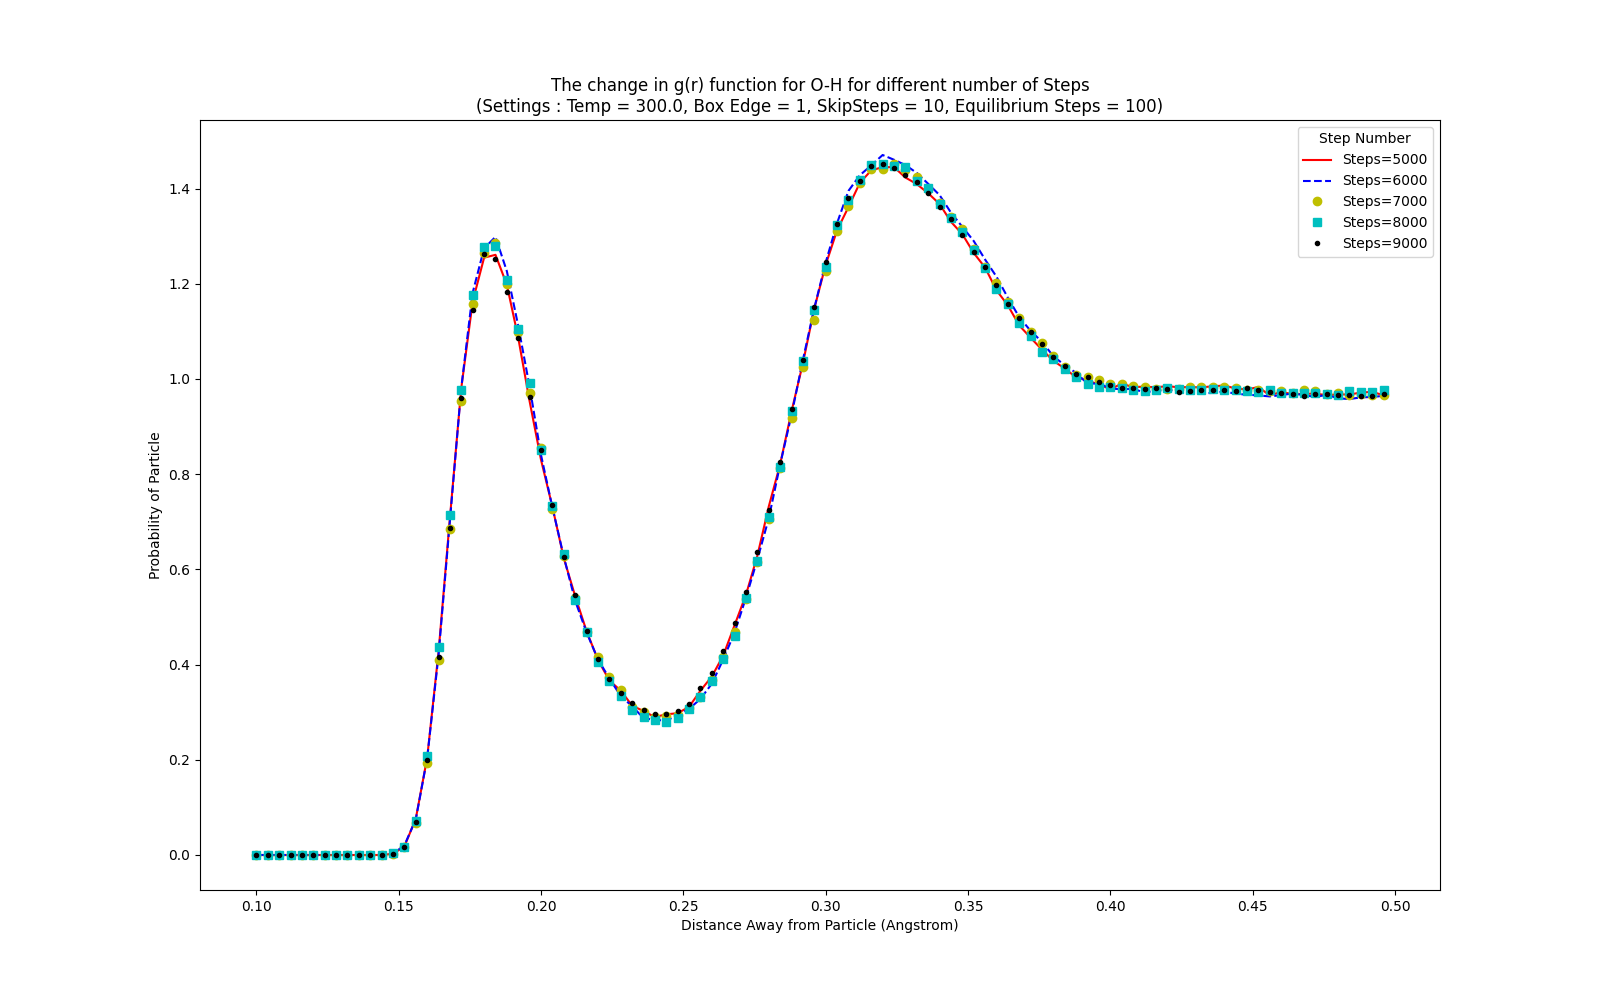 The change in g(r) function for O-H for different number of Steps
(Settings : Temp = 300.0, Box Edge = 1, SkipSteps = 10, Equilibrium Steps = 100)
Step Number
Steps=5000
Steps=6000
Steps=7000
Steps=8000
Steps=9000
Probability of Particle
1.4
1.2
1.0
0.8
0.6
0.4
0.2
0.0
0.10 0.15 0.20 0.25 0.30 0.35 0.40 0.45 0.50
Distance Away from Particle (Angstrom)